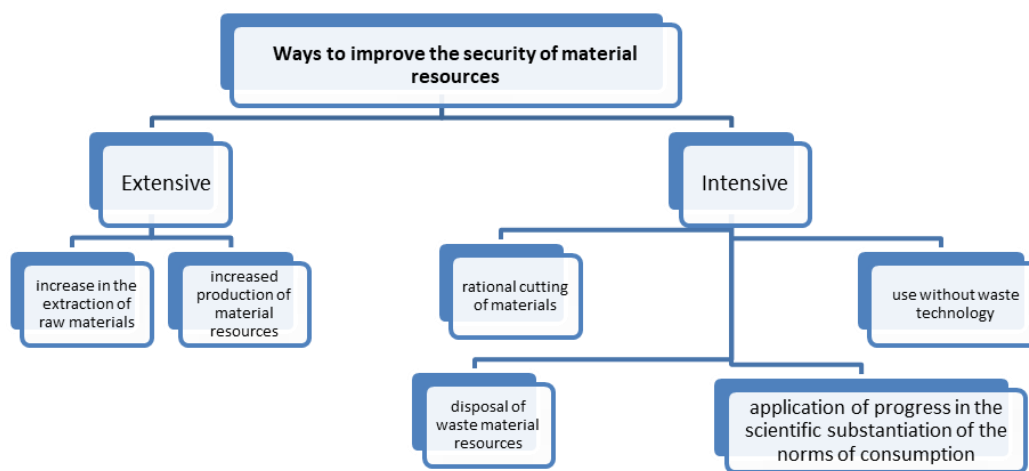 Ways to improve the security of material
resources
Extensive
Intensive
increase in the
extraction of
raw materials
increased
production of
material
resources
rational cutting
of materials
use without waste
technology
disposal of
waste material
resources
application of progress in the
scientific substantiation of the
norms of consumption